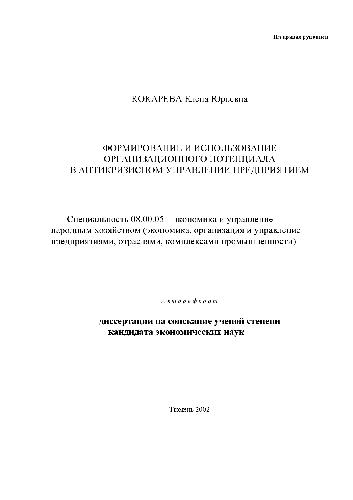 На правах рукописи
КОКАРЕВА Елена Юрьевна
ФОРМИРОВАНИЕ И ИСПОЛЬЗОВАНИЕ
ОРГАНИЗАЦИОННОГО ПОТЕНЦИАЛА
В АНТИКРИЗИСНОМ УПРАВЛЕНИИ ПРЕДПРИЯТИЕМ
Специальность 08.00.05 – экономика и управление
народным хозяйством (экономика, организация и управление
предприятиями, отраслями, комплексами промышленности)
Автореферат
диссертации на соискание ученой степени
кандидата экономических наук
Тюмень 2002